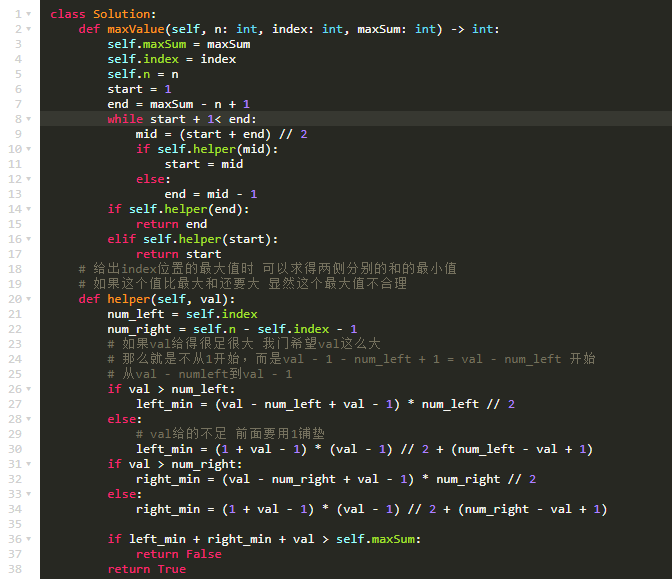 1 class Solution:
2     def maxValue(self, n: int, index: int, maxSum: int) -> int:
3         self.maxSum = maxSum
4         self.index = index
5         self.n = n
6         start = 1
7         end = maxSum - n + 1
8         while start + 1< end:
9             mid = (start + end) // 2
10             if self.helper(mid):
11                 start = mid
12             else:
13                 end = mid - 1
14         if self.helper(end):
15             return end
16         elif self.helper(start):
17             return start
18     # 给出index位置的最大值时 可以求得两侧分别的和的最小值
19     # 如果这个值比最大和还要大 显然这个最大值不合理
20     def helper(self, val):
21         num_left = self.index
22         num_right = self.n - self.index - 1
23         # 如果val给得很足很大 我门希望val这么大
24         # 那么就是不从1开始，而是val - 1 - num_left + 1 = val - num_left 开始
25         # 从val - numleft到val - 1
26         if val > num_left:
27             left_min = (val - num_left + val - 1) * num_left // 2
28         else:
29             # val给的不足 前面要用1铺垫
30             left_min = (1 + val - 1) * (val - 1) // 2 + (num_left - val + 1)
31         if val > num_right:
32             right_min = (val - num_right + val - 1) * num_right // 2
33         else:
34             right_min = (1 + val - 1) * (val - 1) // 2 + (num_right - val + 1)
35
36         if left_min + right_min + val > self.maxSum:
37             return False
38         return True